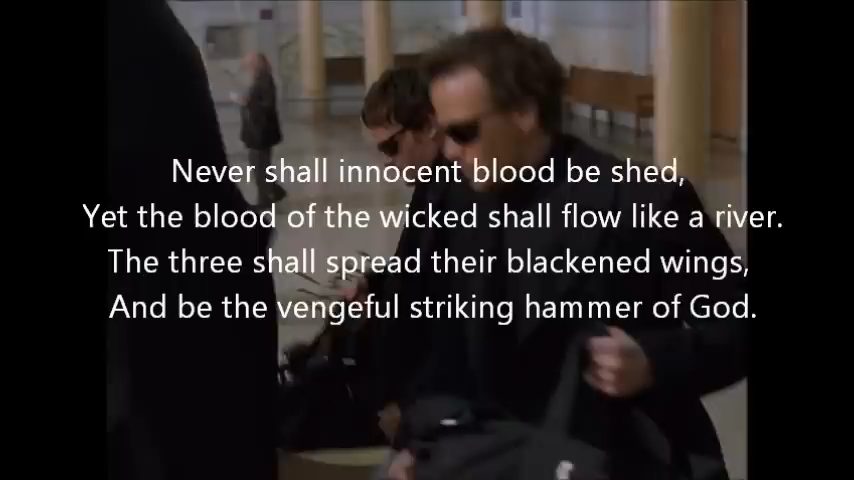 Never shall innocent blood be shed,
Yet the blood of the wicked shall flow like a river.
The three shall spread their blackened wings,
And be the vengeful striking hammer of God.